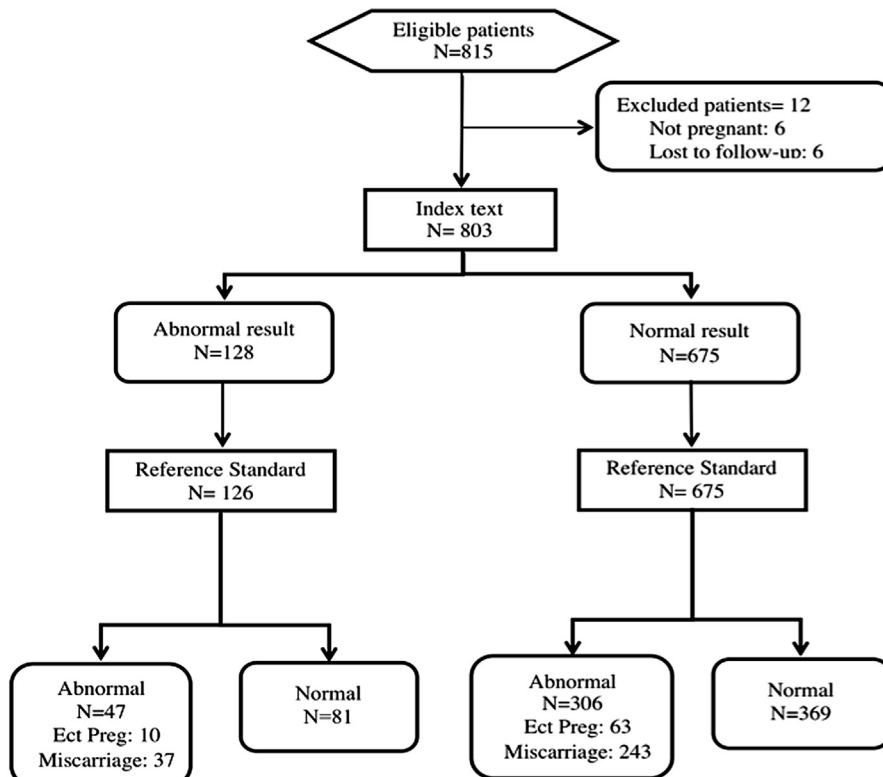 Eligible patients
N=815
Excluded patients= 12
Not pregnant: 6
Lost to follow-up: 6
Index text
N= 803
Abnormal result
N=128
Normal result
N=675
Reference Standard
N= 126
Reference Standard
N= 675
Abnormal
N=47
Ect Preg: 10
Miscarriage: 37
Normal
N=81
Abnormal
N=306
Ect Preg: 63
Miscarriage: 243
Normal
N=369